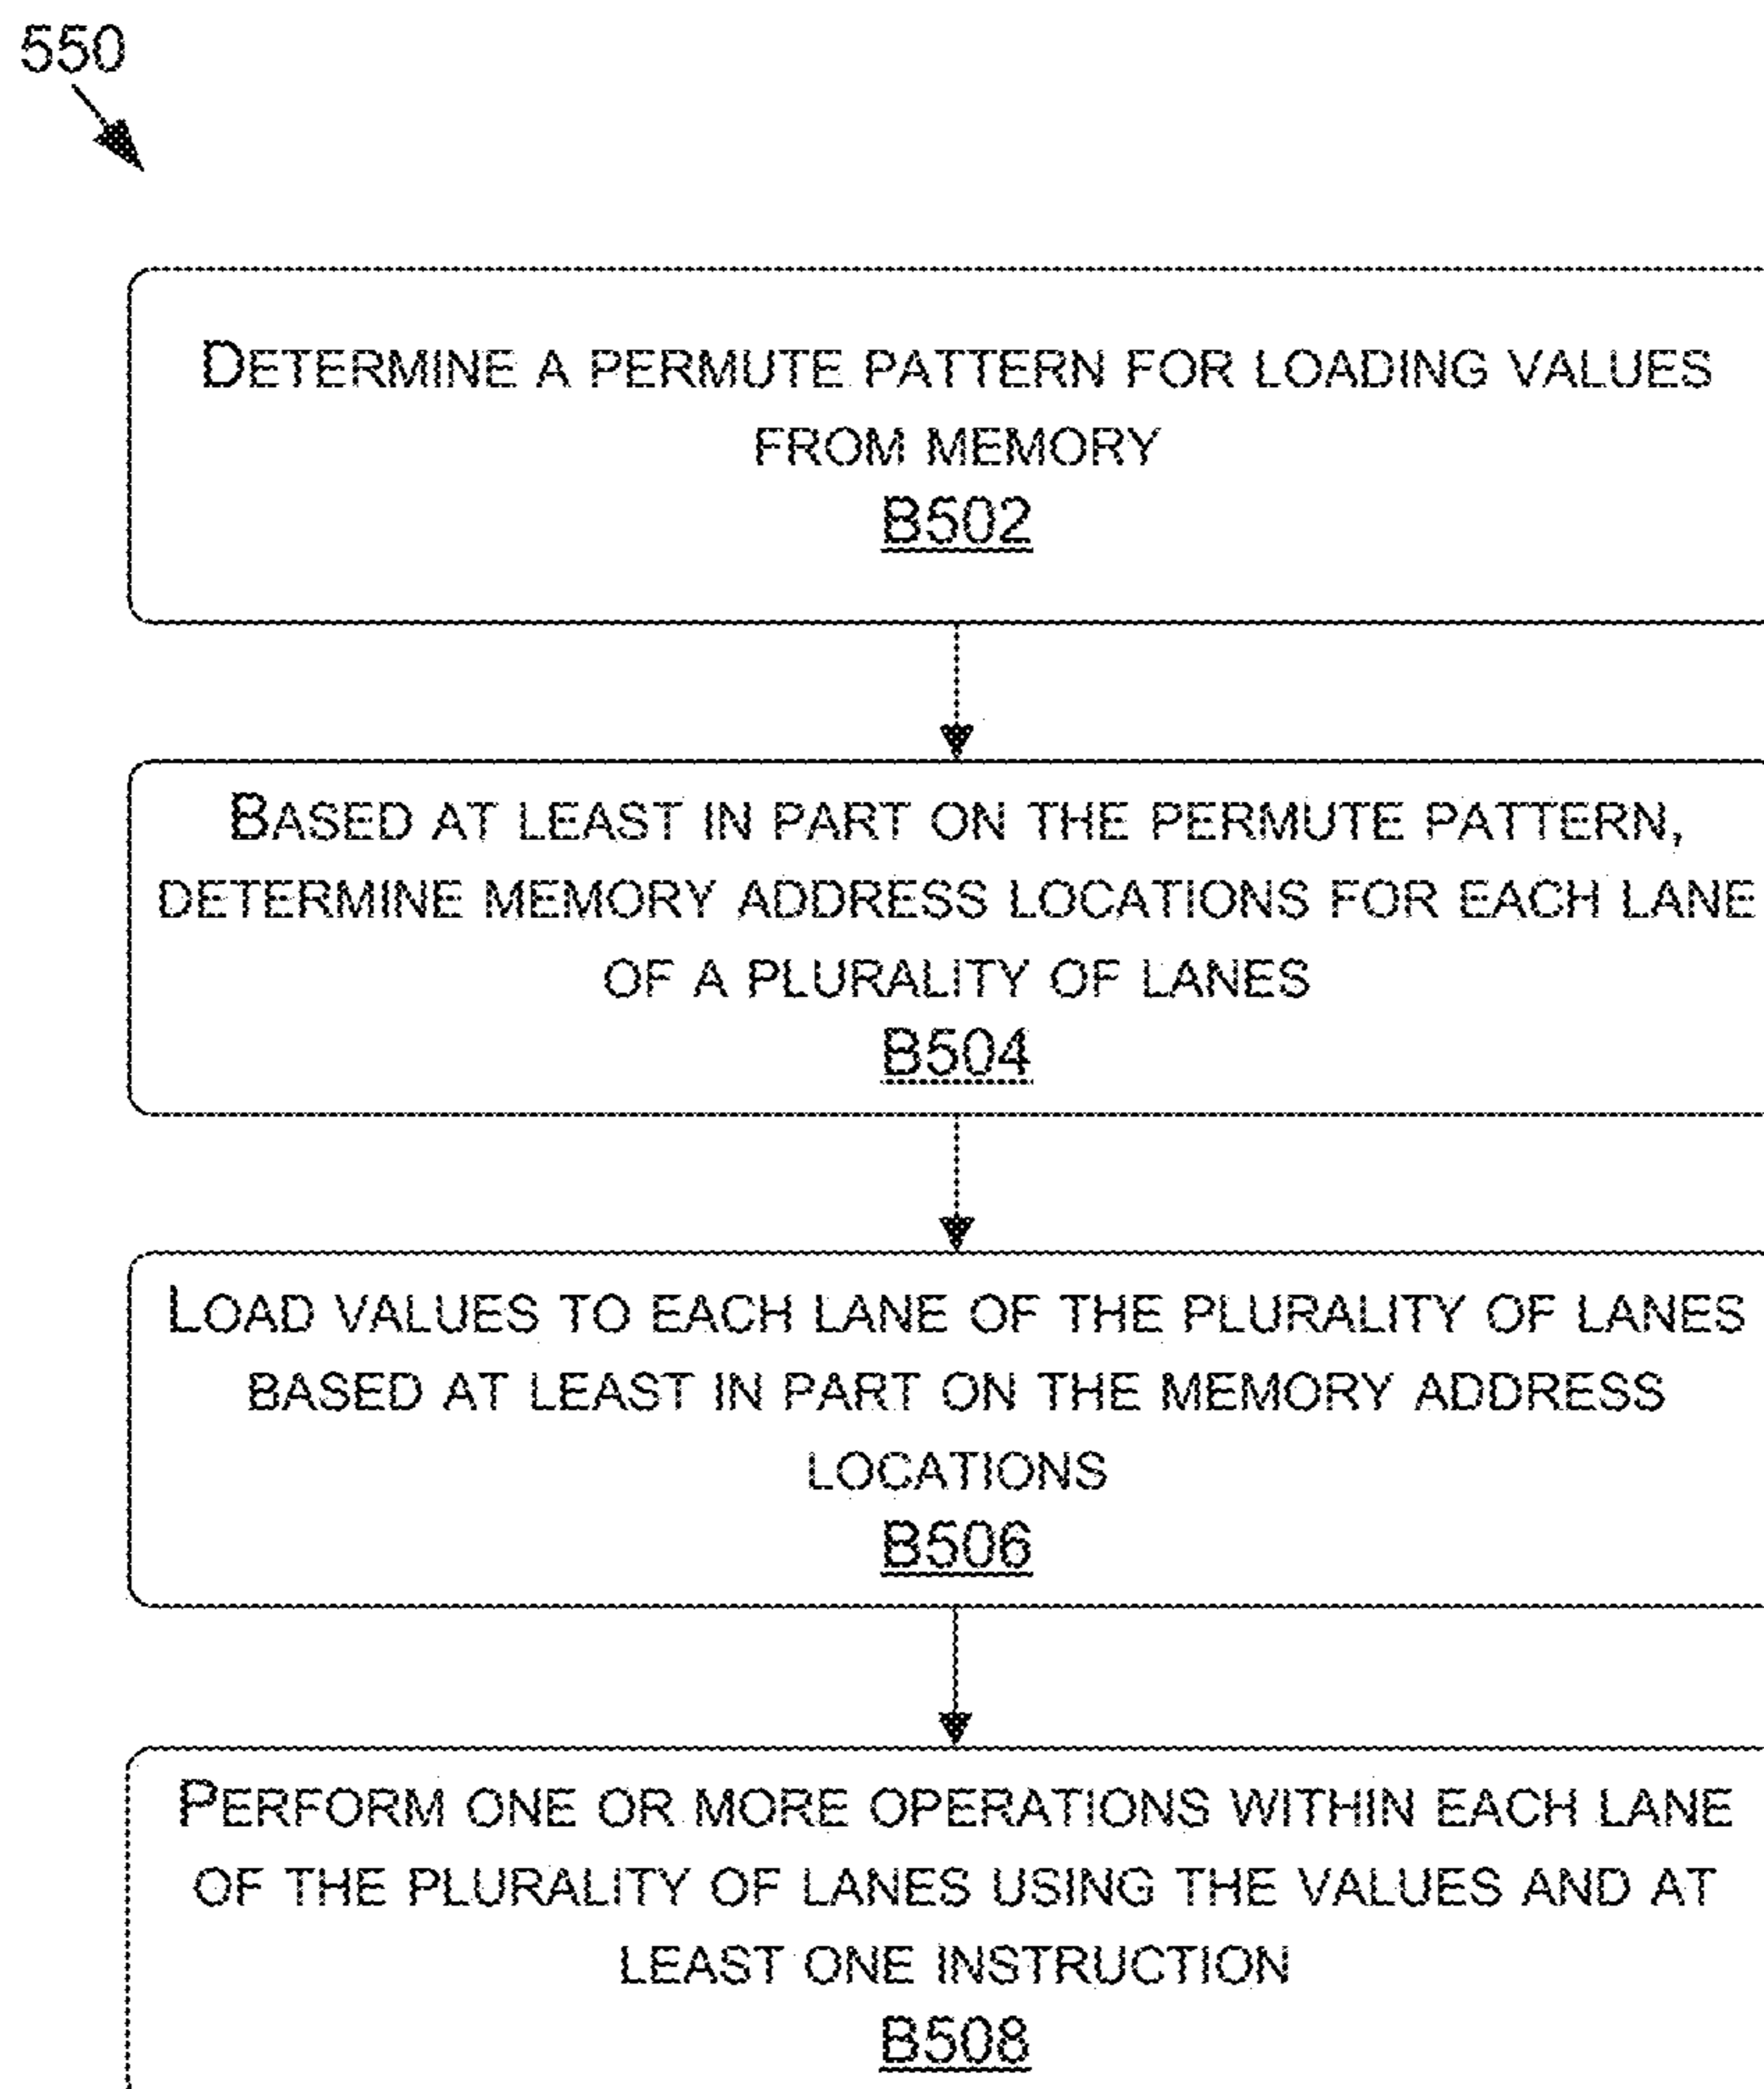 550
DETERMINE A PERMUTE PATTERN FOR LOADING VALUES
FROM MEMORY
B502
BASED AT LEAST IN PART ON THE PERMUTE PATTERN,
DETERMINE MEMORY ADDRESS LOCATIONS FOR EACH LANE
OF A PLURALITY OF LANES
B504
LOAD VALUES TO EACH LANE OF THE PLURALITY OF LANES
BASED AT LEAST IN PART ON THE MEMORY ADDRESS
LOCATIONS
B506
PERFORM ONE OR MORE OPERATIONS WITHIN EACH LANE
OF THE PLURALITY OF LANES USING THE VALUES AND AT
LEAST ONE INSTRUCTION
B508